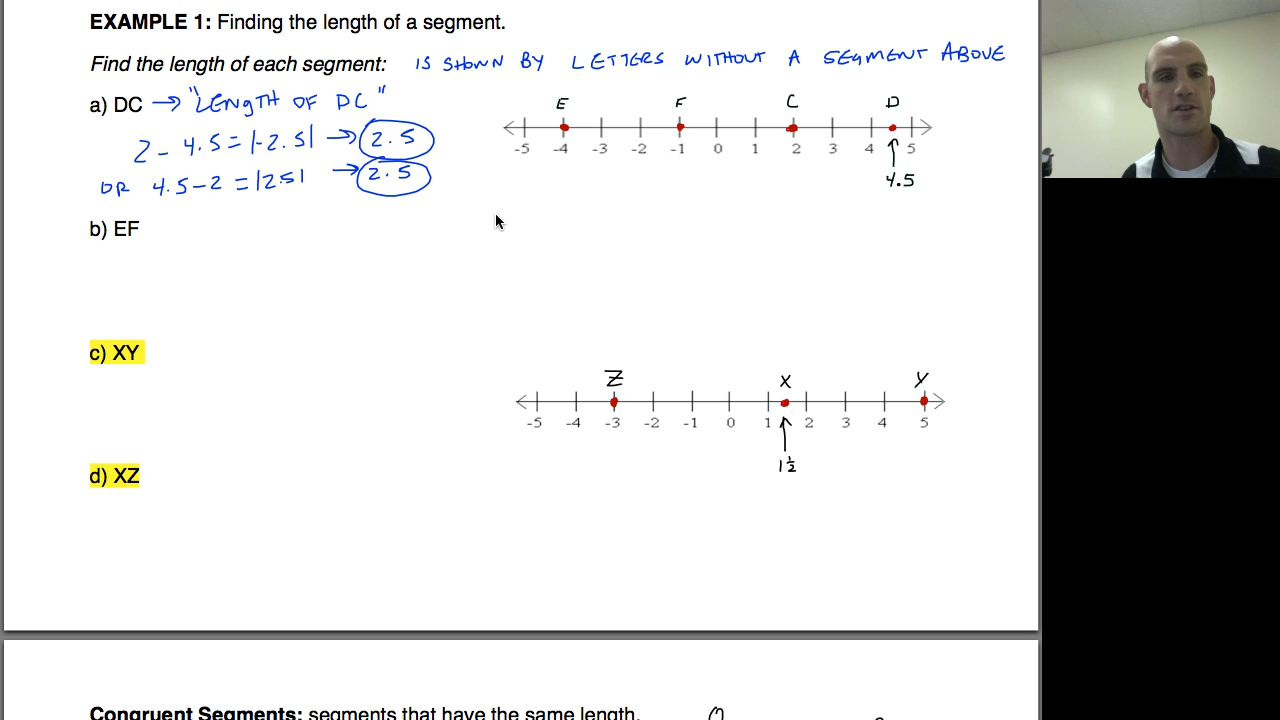 EXAMPLE 1: Finding the length of a segment.
Find the length of each segment: IS SHOWN BY LETTERS WITHOUT A SEGMENT ABOVE
a) DC → "LENGTH OF DC"
2 - 4.5 = |-2.5| → 2.5
OR 4.5 - 2 = |2.5| → 2.5
E F C D
-5 -4 -3 -2 -1 0 1 2 3 4 5
4.5
b) EF
c) XY
Z X Y
-5 -4 -3 -2 -1 0 1 2 3 4 5
1 1/2
d) XZ
Congruent Segments: segments that have the same length.